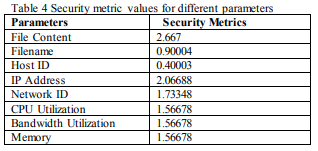 Table 4 Security metric values for different parameters
Parameters Security Metrics
File Content 2.667
Filename 0.90004
Host ID 0.40003
IP Address 2.06688
Network ID 1.73348
CPU Utilization 1.56678
Bandwidth Utilization 1.56678
Memory 1.56678